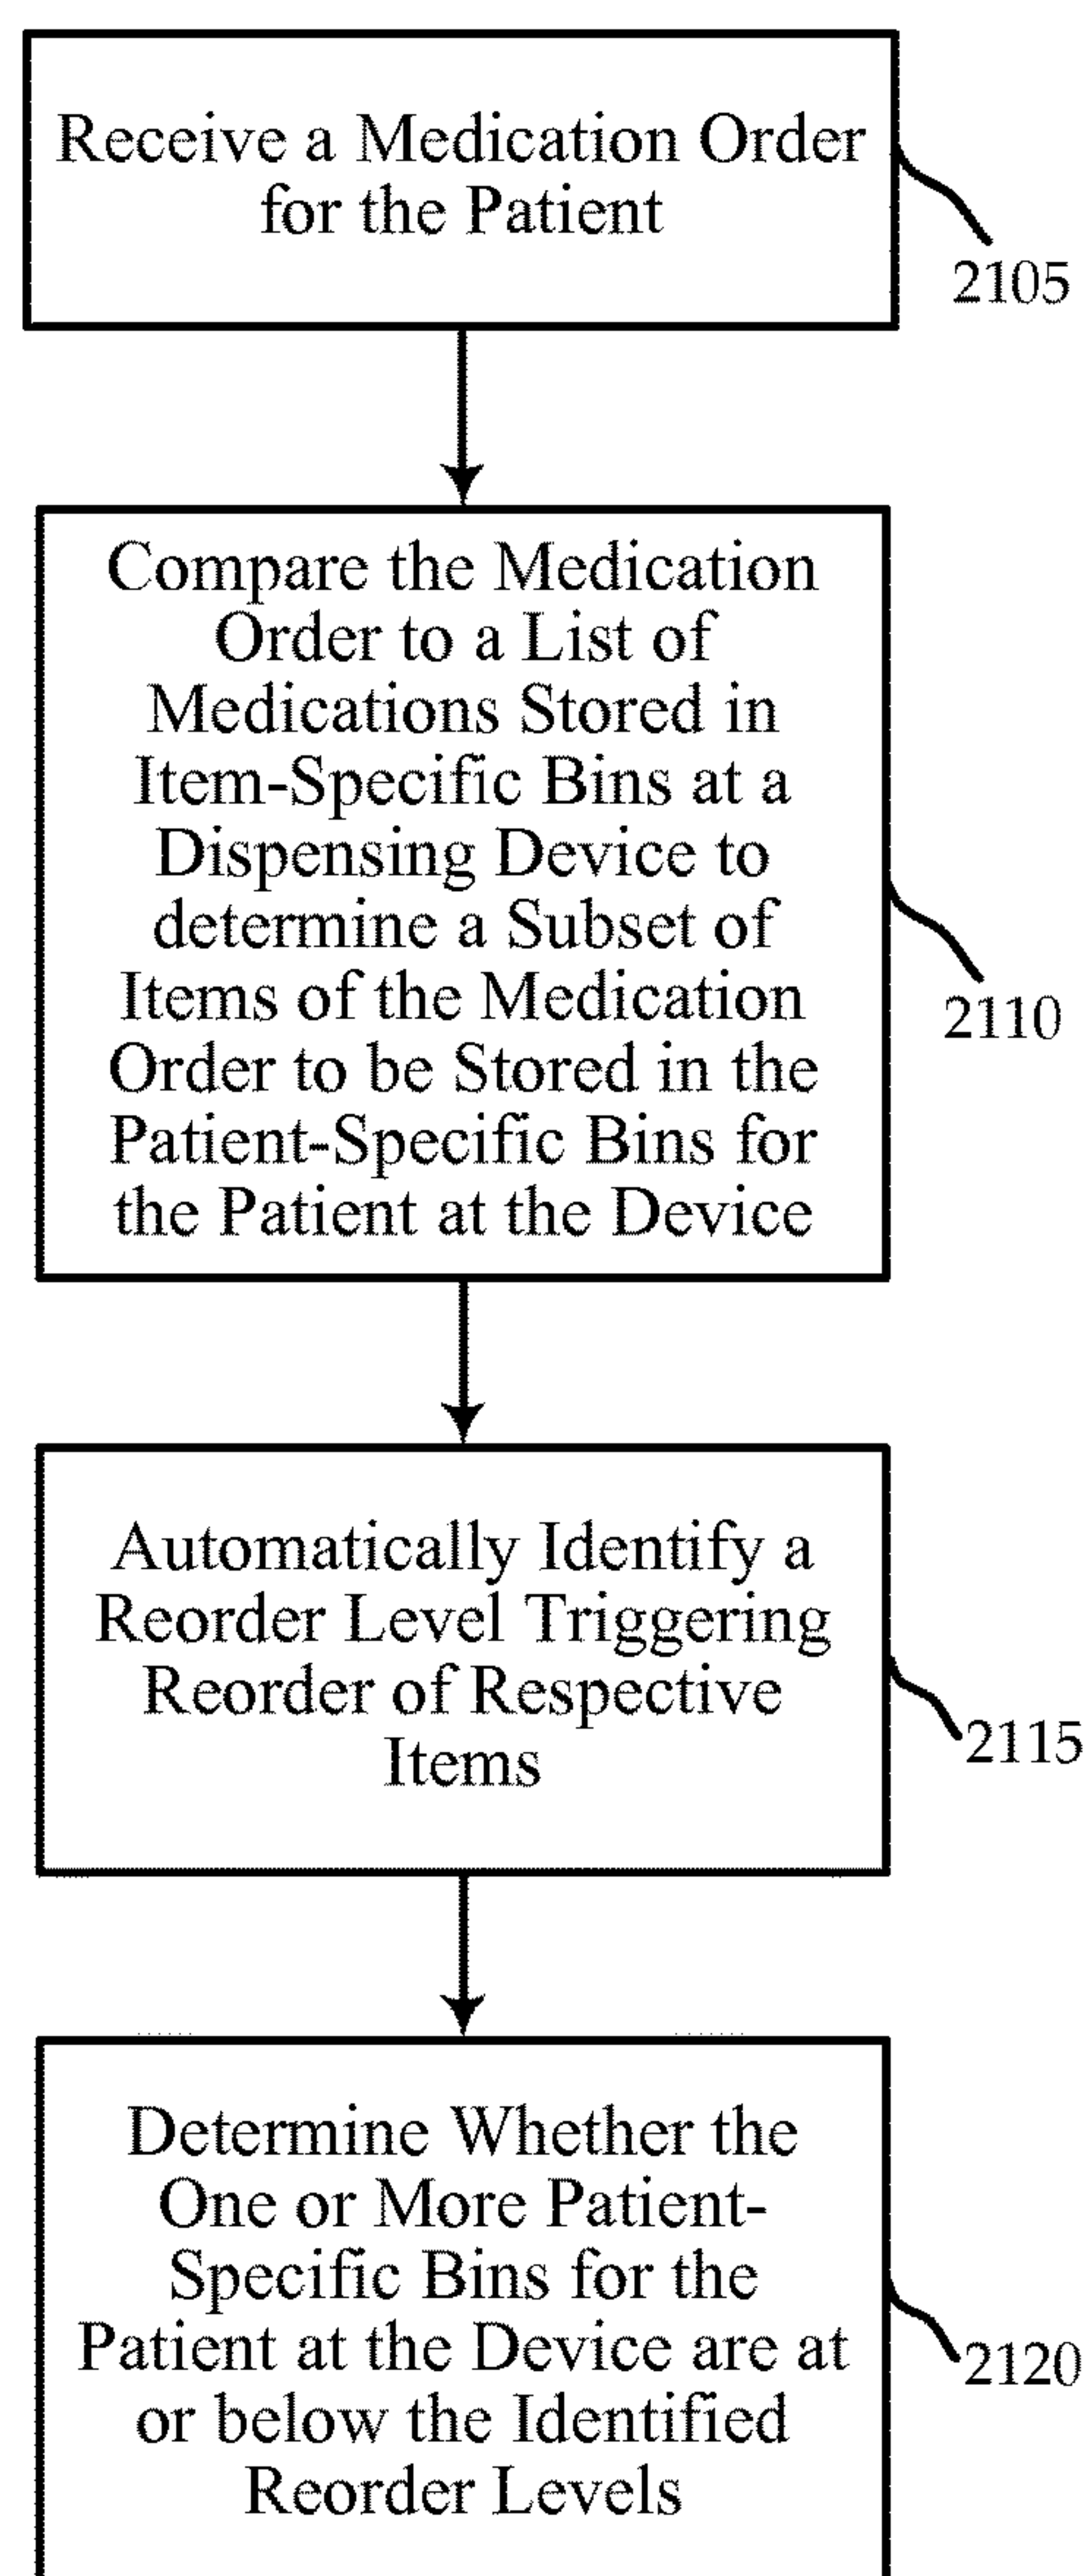 Receive a Medication Order
for the Patient
2105
Compare the Medication
Order to a List of
Medications Stored in
Item-Specific Bins at a
Dispensing Device to
determine a Subset of
Items of the Medication
Order to be Stored in the
Patient-Specific Bins for
the Patient at the Device
2110
Automatically Identify a
Reorder Level Triggering
Reorder of Respective
Items
2115
Determine Whether the
One or More Patient-
Specific Bins for the
Patient at the Device are at
or below the Identified
Reorder Levels
2120